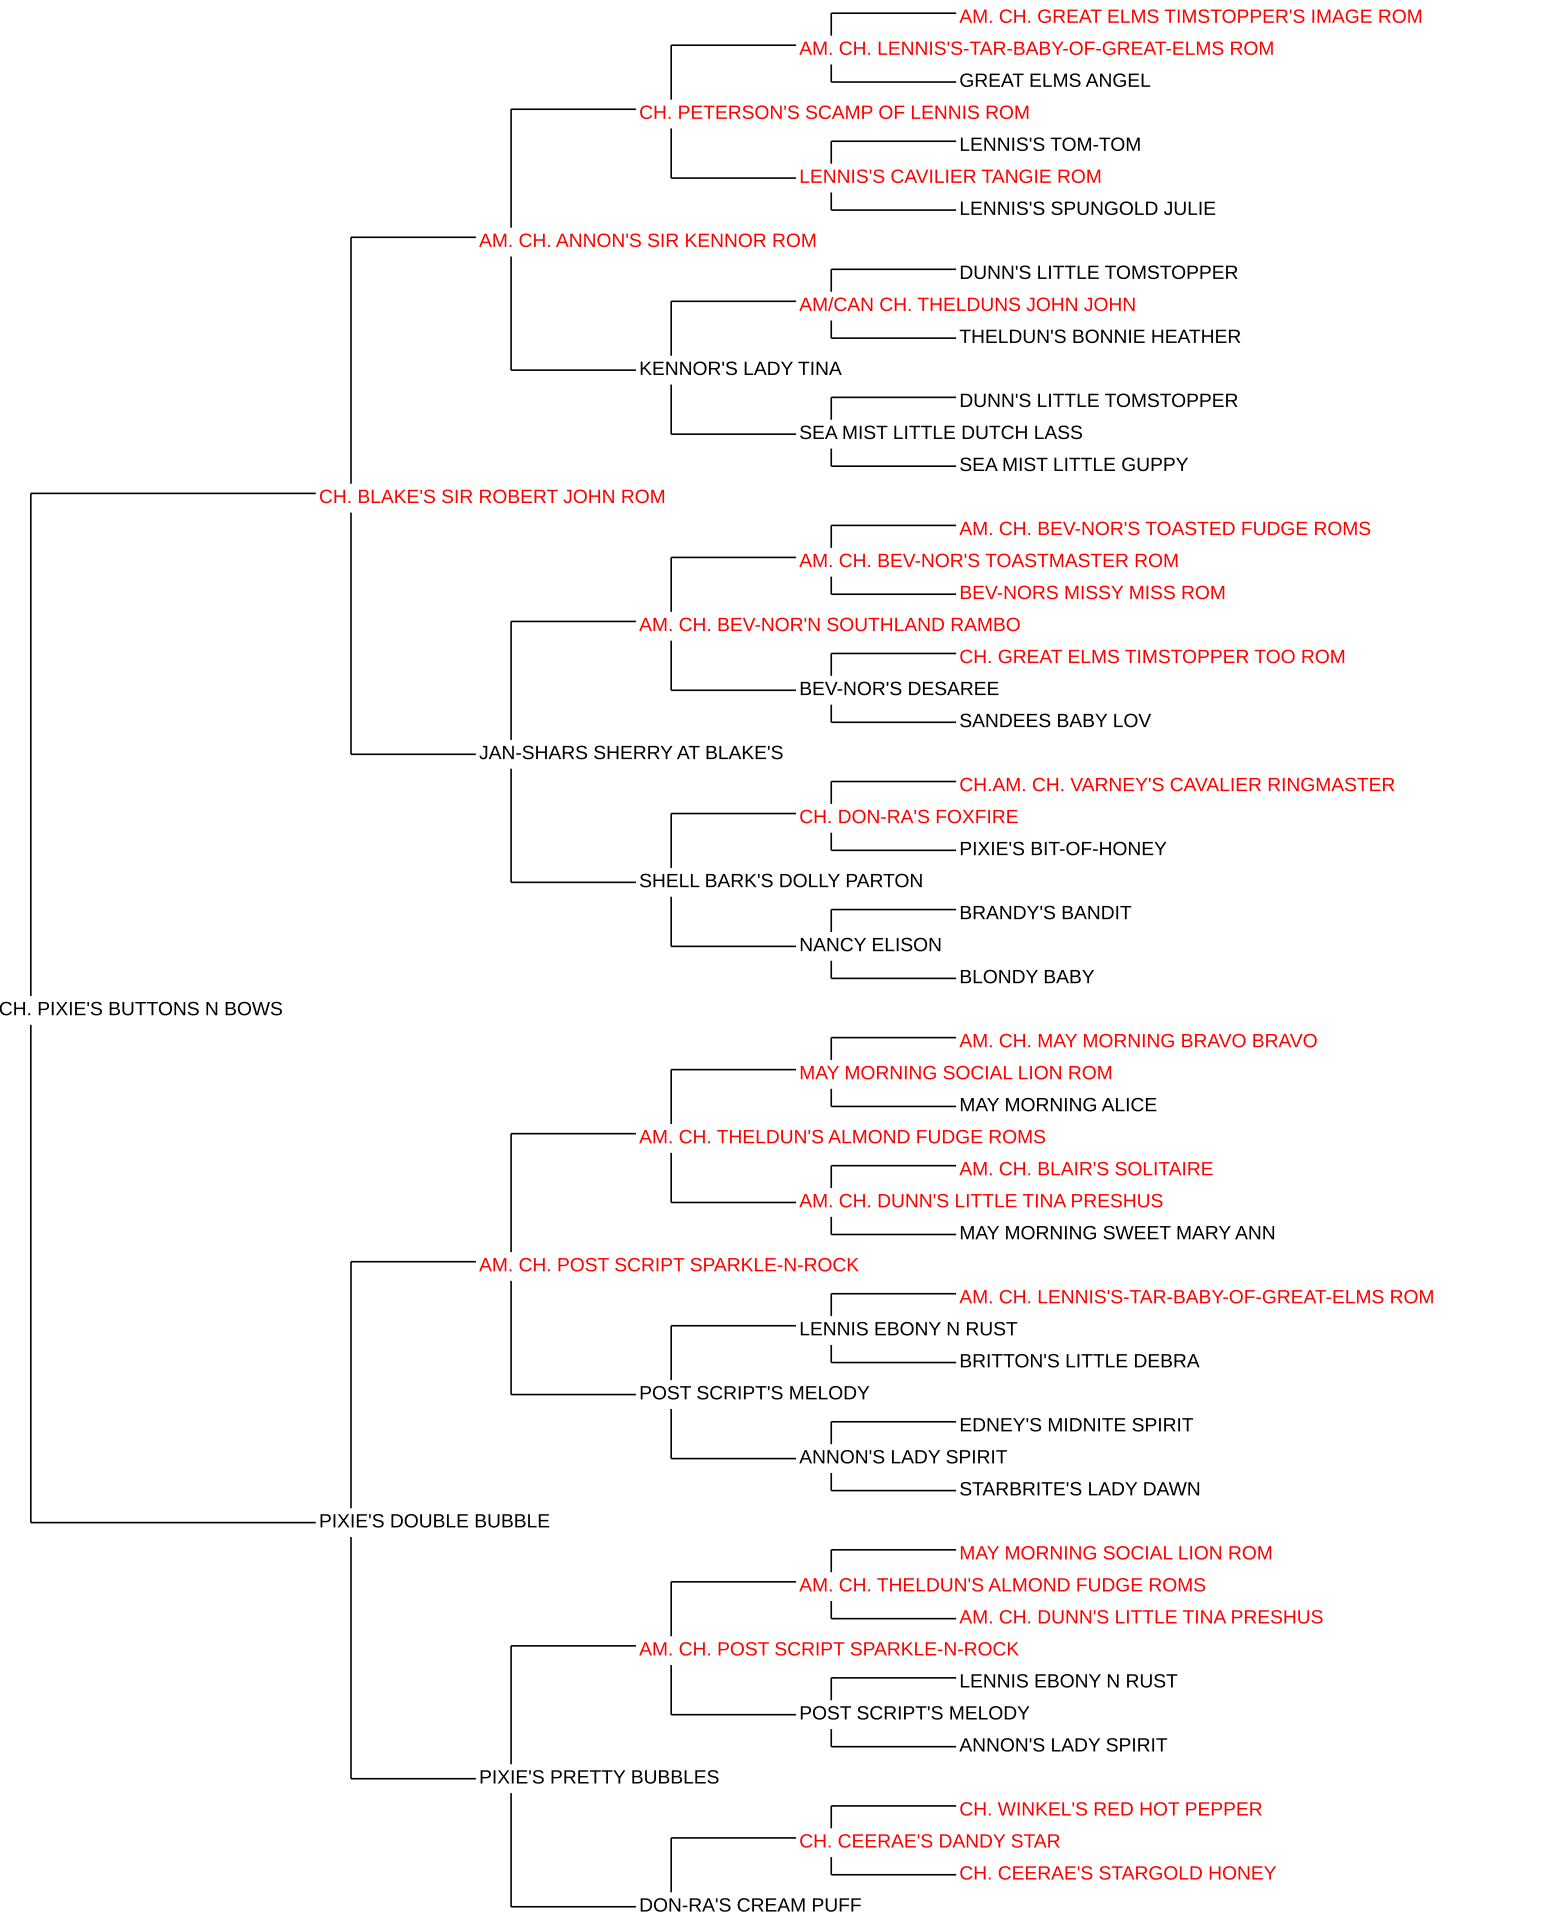 AM. CH. GREAT ELMS TIMSTOPPER'S IMAGE ROM
AM. CH. LENNIS'S-TAR-BABY-OF-GREAT-ELMS ROM
GREAT ELMS ANGEL
CH. PETERSON'S SCAMP OF LENNIS ROM
LENNIS'S TOM-TOM
LENNIS'S CAVILIER TANGIE ROM
LENNIS'S SPUNGOLD JULIE
AM. CH. ANNON'S SIR KENNOR ROM
DUNN'S LITTLE TOMSTOPPER
AM/CAN CH. THELDUNS JOHN JOHN
THELDUN'S BONNIE HEATHER
KENNOR'S LADY TINA
DUNN'S LITTLE TOMSTOPPER
SEA MIST LITTLE DUTCH LASS
SEA MIST LITTLE GUPPY
CH. BLAKE'S SIR ROBERT JOHN ROM
AM. CH. BEV-NOR'S TOASTED FUDGE ROMS
AM. CH. BEV-NOR'S TOASTMASTER ROM
BEV-NORS MISSY MISS ROM
AM. CH. BEV-NOR'N SOUTHLAND RAMBO
CH. GREAT ELMS TIMSTOPPER TOO ROM
BEV-NOR'S DESAREE
SANDEES BABY LOV
JAN-SHARS SHERRY AT BLAKE'S
CH.AM. CH. VARNEY'S CAVALIER RINGMASTER
CH. DON-RA'S FOXFIRE
PIXIE'S BIT-OF-HONEY
SHELL BARK'S DOLLY PARTON
BRANDY'S BANDIT
NANCY ELISON
BLONDY BABY
CH. PIXIE'S BUTTONS N BOWS
AM. CH. MAY MORNING BRAVO BRAVO
MAY MORNING SOCIAL LION ROM
MAY MORNING ALICE
AM. CH. THELDUN'S ALMOND FUDGE ROMS
AM. CH. BLAIR'S SOLITAIRE
AM. CH. DUNN'S LITTLE TINA PRESHUS
MAY MORNING SWEET MARY ANN
AM. CH. POST SCRIPT SPARKLE-N-ROCK
AM. CH. LENNIS'S-TAR-BABY-OF-GREAT-ELMS ROM
LENNIS EBONY N RUST
BRITTON'S LITTLE DEBRA
POST SCRIPT'S MELODY
EDNEY'S MIDNITE SPIRIT
ANNON'S LADY SPIRIT
STARBRITE'S LADY DAWN
PIXIE'S DOUBLE BUBBLE
MAY MORNING SOCIAL LION ROM
AM. CH. THELDUN'S ALMOND FUDGE ROMS
AM. CH. DUNN'S LITTLE TINA PRESHUS
AM. CH. POST SCRIPT SPARKLE-N-ROCK
LENNIS EBONY N RUST
POST SCRIPT'S MELODY
ANNON'S LADY SPIRIT
PIXIE'S PRETTY BUBBLES
CH. WINKEL'S RED HOT PEPPER
CH. CEERAE'S DANDY STAR
CH. CEERAE'S STARGOLD HONEY
DON-RA'S CREAM PUFF